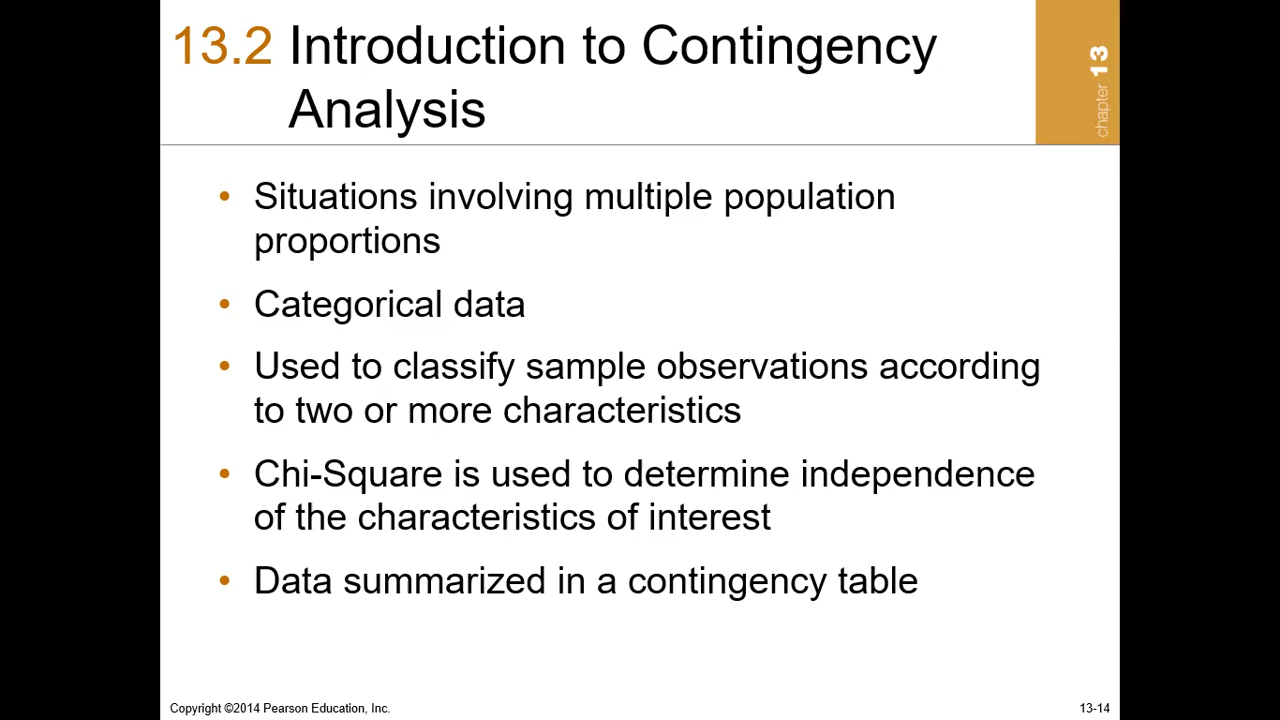 13.2 Introduction to Contingency
Analysis
chapter 13
• Situations involving multiple population
proportions
• Categorical data
• Used to classify sample observations according
to two or more characteristics
• Chi-Square is used to determine independence
of the characteristics of interest
• Data summarized in a contingency table
Copyright ©2014 Pearson Education, Inc.
13-14